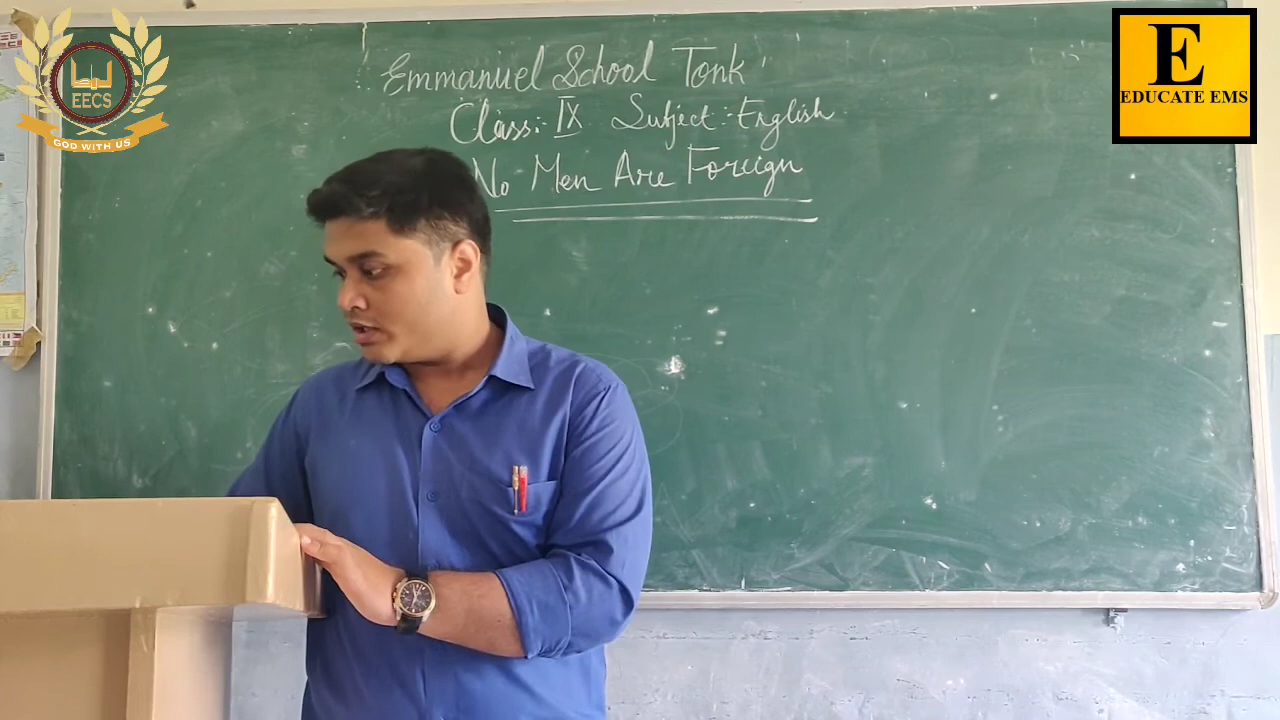 Emmanuel School Tonk
Class:- IX Subject:- English
No Men Are Foreign
EECS
GOD WITH US
E
EDUCATE EMS